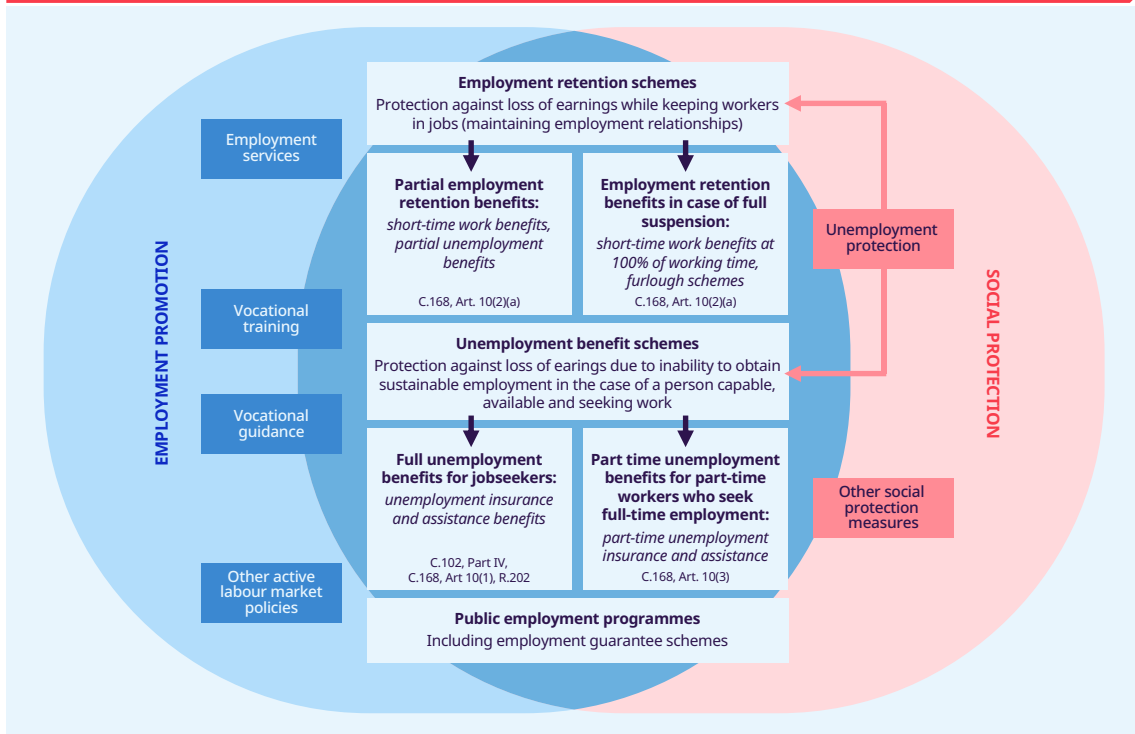 Employment retention schemes
Protection against loss of earnings while keeping workers
in jobs (maintaining employment relationships)
Employment
services
Partial employment
retention benefits:
short-time work benefits,
partial unemployment
benefits
C.168, Art. 10(2)(a)
Employment retention
benefits in case of full
suspension:
short-time work benefits at
100% of working time,
furlough schemes
C.168, Art. 10(2)(a)
Unemployment
protection
EMPLOYMENT PROMOTION
SOCIAL PROTECTION
Vocational
training
Unemployment benefit schemes
Protection against loss of earings due to inability to obtain
sustainable employment in the case of a person capable,
available and seeking work
Vocational
guidance
Full unemployment
benefits for jobseekers:
unemployment insurance
and assistance benefits
C.102, Part IV,
C.168, Art 10(1), R.202
Part time unemployment
benefits for part-time
workers who seek
full-time employment:
part-time unemployment
insurance and assistance
C.168, Art. 10(3)
Other social
protection
measures
Other active
labour market
policies
Public employment programmes
Including employment guarantee schemes